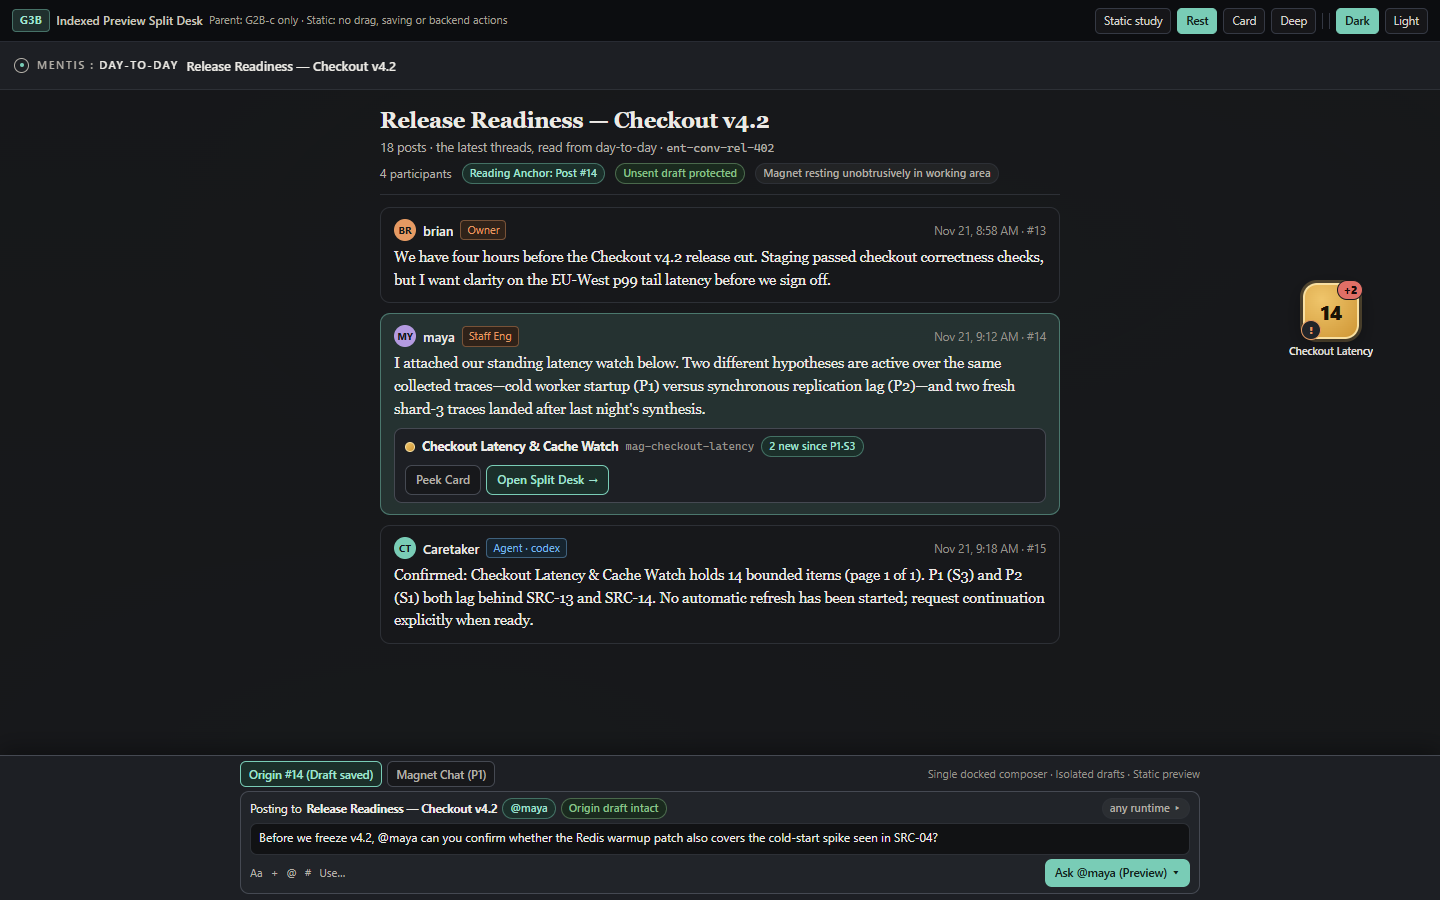 G3B Indexed Preview Split Desk Parent: G2B-c only · Static: no drag, saving or backend actions
Static study Rest Card Deep Dark Light
MENTIS : DAY-TO-DAY Release Readiness — Checkout v4.2
Release Readiness — Checkout v4.2
18 posts · the latest threads, read from day-to-day · ent-conv-rel-402
4 participants Reading Anchor: Post #14 Unsent draft protected Magnet resting unobtrusively in working area
BR brian Owner Nov 21, 8:58 AM · #13
We have four hours before the Checkout v4.2 release cut. Staging passed checkout correctness checks,
but I want clarity on the EU-West p99 tail latency before we sign off.
+2
14
!
Checkout Latency
MY maya Staff Eng Nov 21, 9:12 AM · #14
I attached our standing latency watch below. Two different hypotheses are active over the same
collected traces—cold worker startup (P1) versus synchronous replication lag (P2)—and two fresh
shard-3 traces landed after last night's synthesis.
Checkout Latency & Cache Watch mag-checkout-latency 2 new since P1·S3
Peek Card Open Split Desk →
CT Caretaker Agent · codex Nov 21, 9:18 AM · #15
Confirmed: Checkout Latency & Cache Watch holds 14 bounded items (page 1 of 1). P1 (S3) and P2
(S1) both lag behind SRC-13 and SRC-14. No automatic refresh has been started; request continuation
explicitly when ready.
Origin #14 (Draft saved) Magnet Chat (P1) Single docked composer · Isolated drafts · Static preview
Posting to Release Readiness — Checkout v4.2 @maya Origin draft intact any runtime ▸
Before we freeze v4.2, @maya can you confirm whether the Redis warmup patch also covers the cold-start spike seen in SRC-04?
Aa + @ # Use... Ask @maya (Preview) ▾